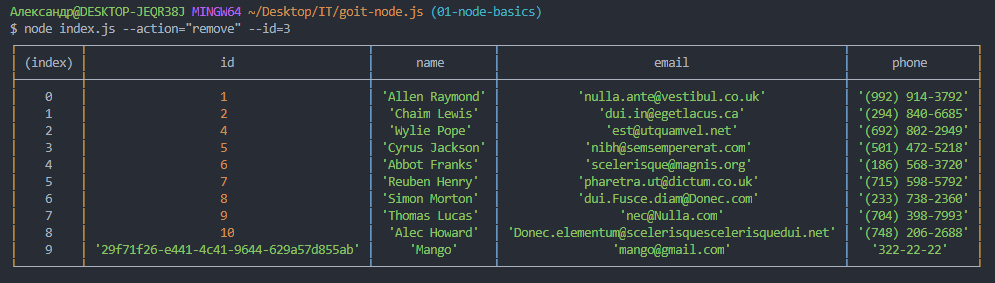 Александр@DESKTOP-JEQR38J MINGW64 ~/Desktop/IT/goit-node.js (01-node-basics)
$ node index.js --action="remove" --id=3
(index) id name email phone
0 1 'Allen Raymond' 'nulla.ante@vestibul.co.uk' '(992) 914-3792'
1 2 'Chaim Lewis' 'dui.in@egetlacus.ca' '(294) 840-6685'
2 4 'Wylie Pope' 'est@utquamvel.net' '(692) 802-2949'
3 5 'Cyrus Jackson' 'nibh@semsempererat.com' '(501) 472-5218'
4 6 'Abbot Franks' 'scelerisque@magnis.org' '(186) 568-3720'
5 7 'Reuben Henry' 'pharetra.ut@dictum.co.uk' '(715) 598-5792'
6 8 'Simon Morton' 'dui.Fusce.diam@Donec.com' '(233) 738-2360'
7 9 'Thomas Lucas' 'nec@Nulla.com' '(704) 398-7993'
8 10 'Alec Howard' 'Donec.elementum@scelerisquescelerisquedui.net' '(748) 206-2688'
9 '29f71f26-e441-4c41-9644-629a57d855ab' 'Mango' 'mango@gmail.com' '322-22-22'